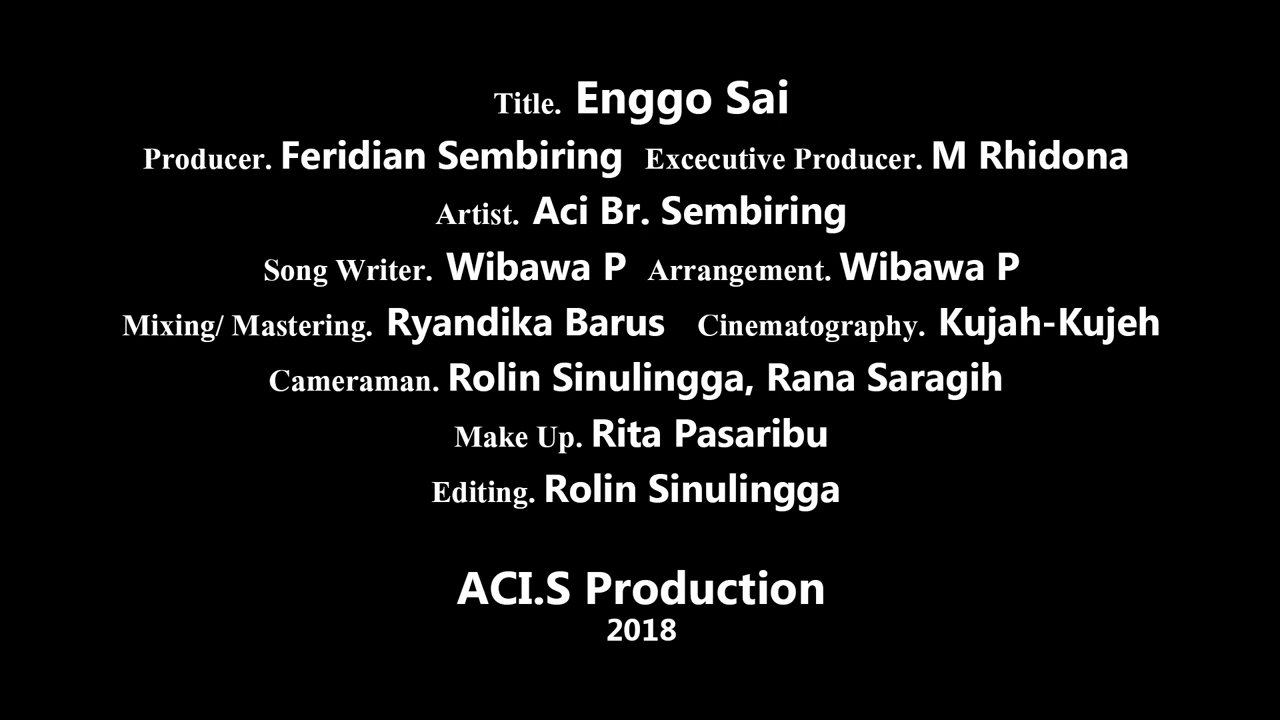 Title. Enggo Sai
Producer. Feridian Sembiring Excecutive Producer. M Rhidona
Artist. Aci Br. Sembiring
Song Writer. Wibawa P Arrangement. Wibawa P
Mixing/ Mastering. Ryandika Barus Cinematography. Kujah-Kujeh
Cameraman. Rolin Sinulingga, Rana Saragih
Make Up. Rita Pasaribu
Editing. Rolin Sinulingga
ACI.S Production
2018